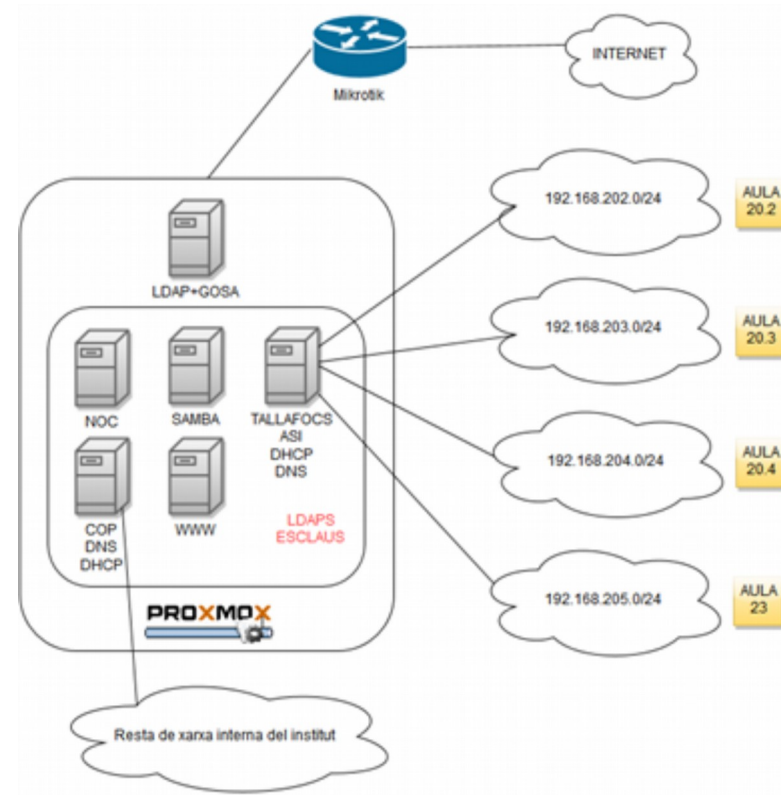 INTERNET
Mikrotik
192.168.202.0/24
AULA
20.2
LDAP+GOSA
192.168.203.0/24
AULA
20.3
NOC
SAMBA
TALLAFOCS
ASI
DHCP
DNS
192.168.204.0/24
AULA
20.4
COP
DNS
DHCP
WWW
LDAPS
ESCLAUS
192.168.205.0/24
AULA
23
PROXMOX
Resta de xarxa interna del institut